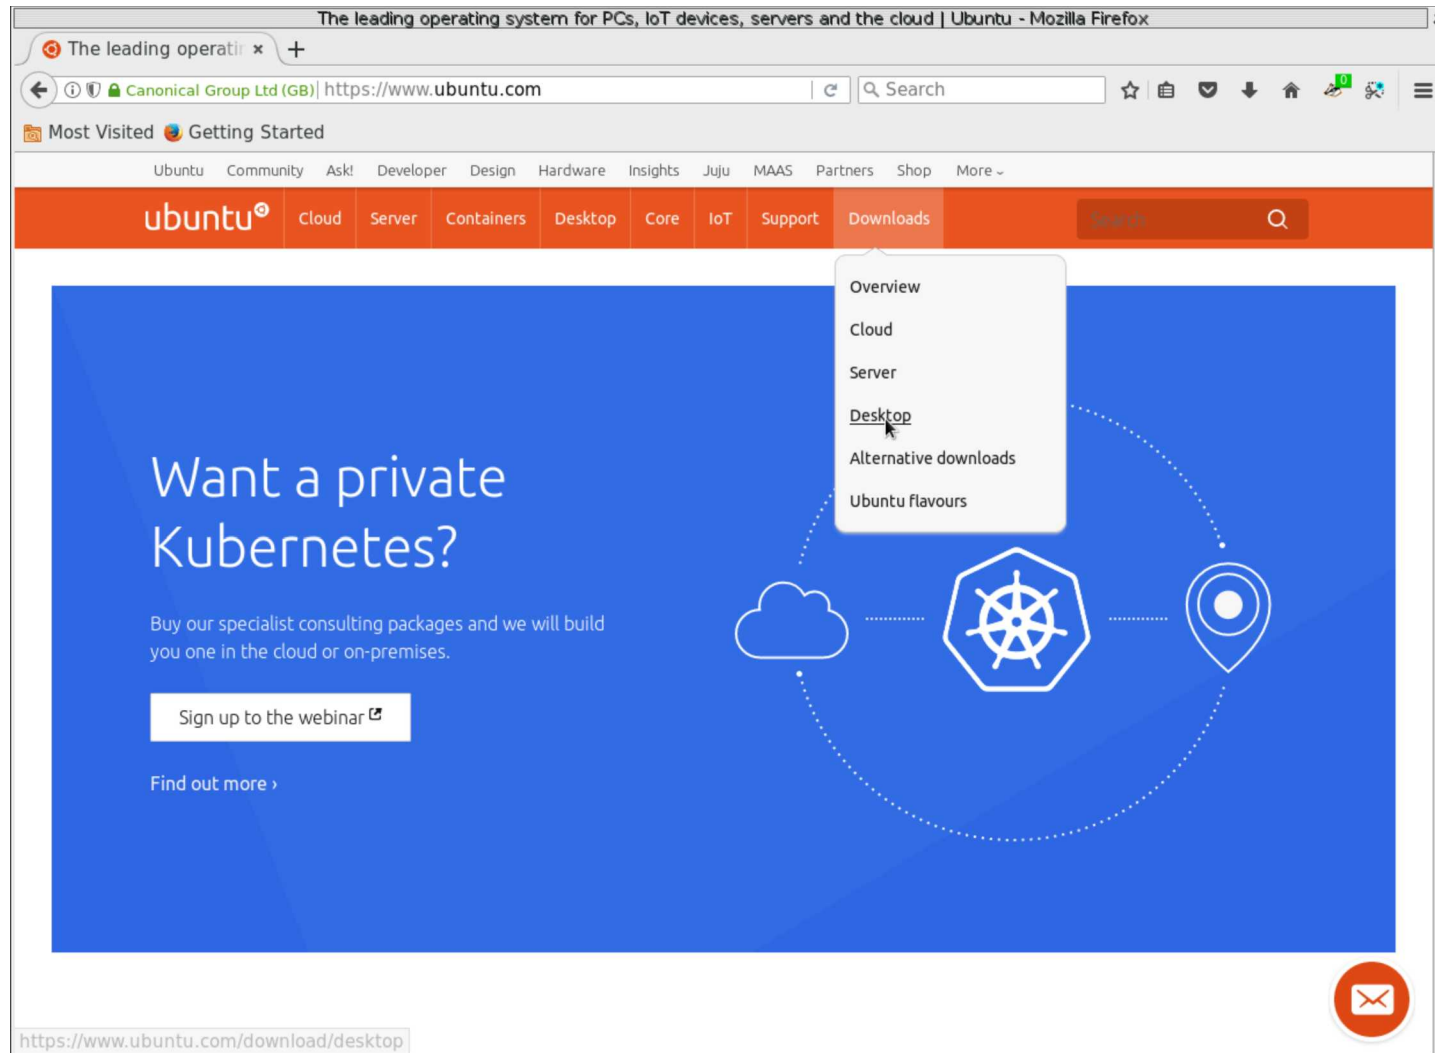 The leading operating system for PCs, IoT devices, servers and the cloud | Ubuntu - Mozilla Firefox
The leading operatin
Canonical Group Ltd (GB) https://www.ubuntu.com Search 0
Most Visited Getting Started
Ubuntu Community Ask! Developer Design Hardware Insights Juju MAAS Partners Shop More
ubuntu Cloud Server Containers Desktop Core IoT Support Downloads Search
Overview
Cloud
Server
Desktop
Alternative downloads
Ubuntu flavours
Want a private
Kubernetes?
Buy our specialist consulting packages and we will build
you one in the cloud or on-premises.
Sign up to the webinar
Find out more ›
https://www.ubuntu.com/download/desktop